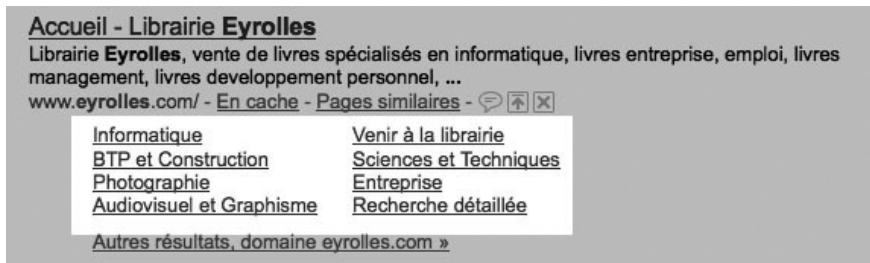 Accueil - Librairie Eyrolles
Librairie Eyrolles, vente de livres spécialisés en informatique, livres entreprise, emploi, livres
management, livres developpement personnel, ...
www.eyrolles.com/ - En cache - Pages similaires -
Informatique Venir à la librairie
BTP et Construction Sciences et Techniques
Photographie Entreprise
Audiovisuel et Graphisme Recherche détaillée
Autres résultats, domaine eyrolles.com »